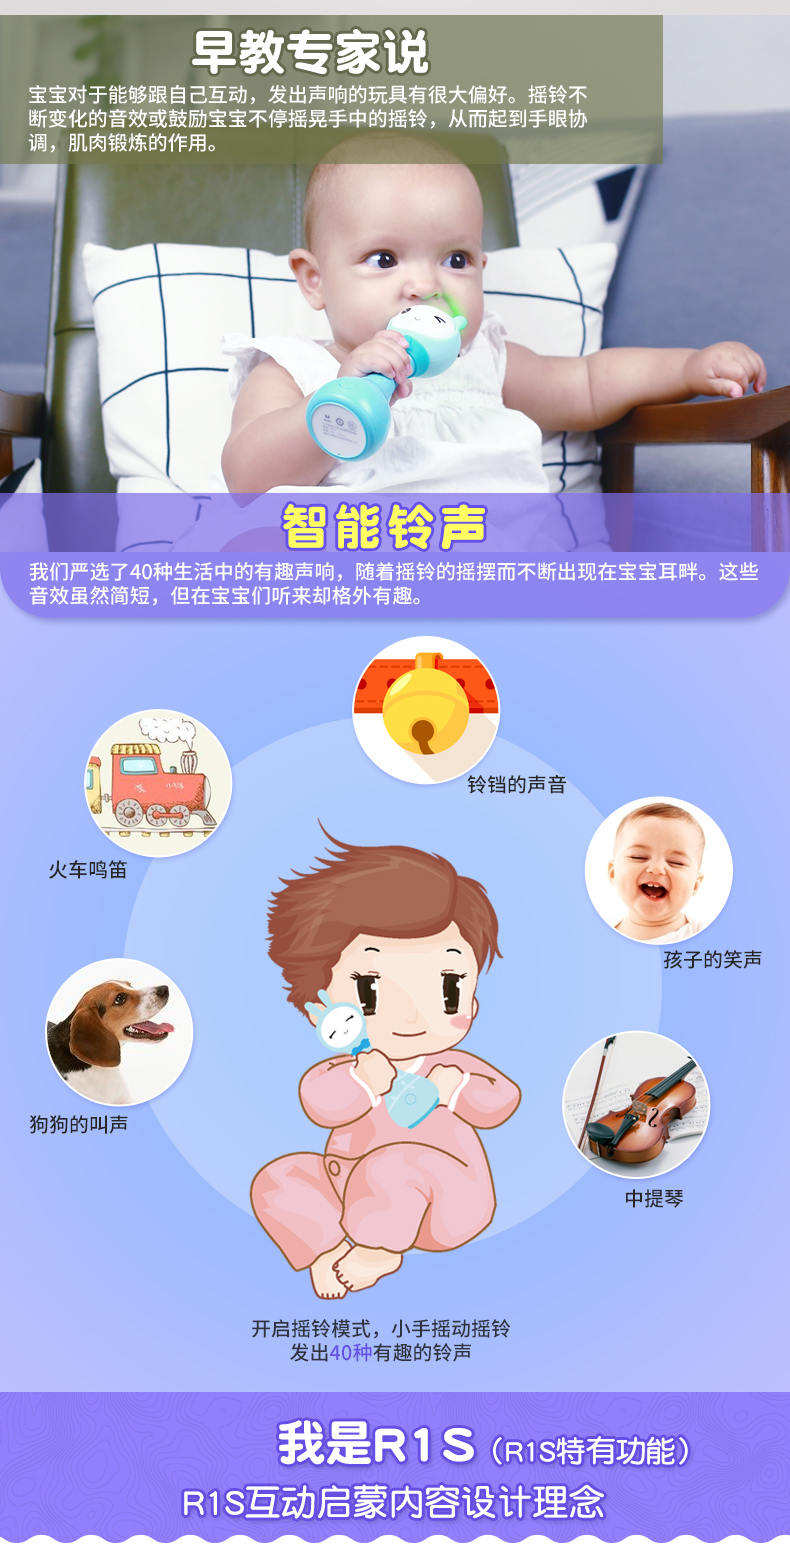 早教专家说
宝宝对于能够跟自己互动，发出声响的玩具有很大偏好。摇铃不
断变化的音效或鼓励宝宝不停摇晃手中的摇铃，从而起到手眼协
调，肌肉锻炼的作用。
智能铃声
我们严选了40种生活中的有趣声响，随着摇铃的摇摆而不断出现在宝宝耳畔。这些
音效虽然简短，但在宝宝们听来却格外有趣。
铃铛的声音
火车鸣笛
孩子的笑声
狗狗的叫声
中提琴
开启摇铃模式，小手摇动摇铃
发出40种有趣的铃声
我是R1S（R1S特有功能）
R1S互动启蒙内容设计理念